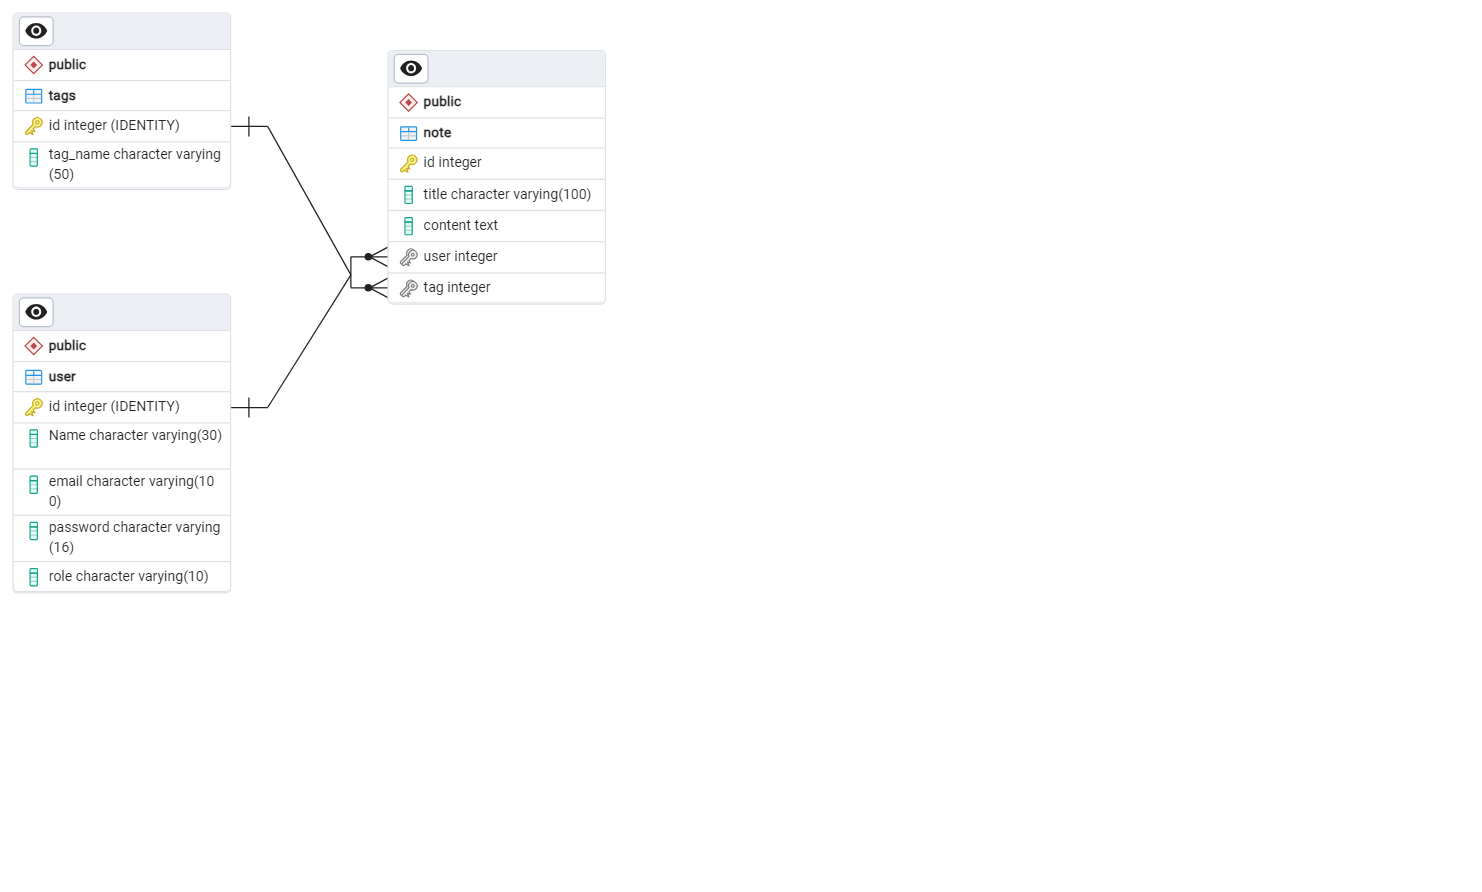 public
tags
id integer (IDENTITY)
tag_name character varying
(50)
public
note
id integer
title character varying(100)
content text
user integer
tag integer
public
user
id integer (IDENTITY)
Name character varying(30)
email character varying(10
0)
password character varying
(16)
role character varying(10)